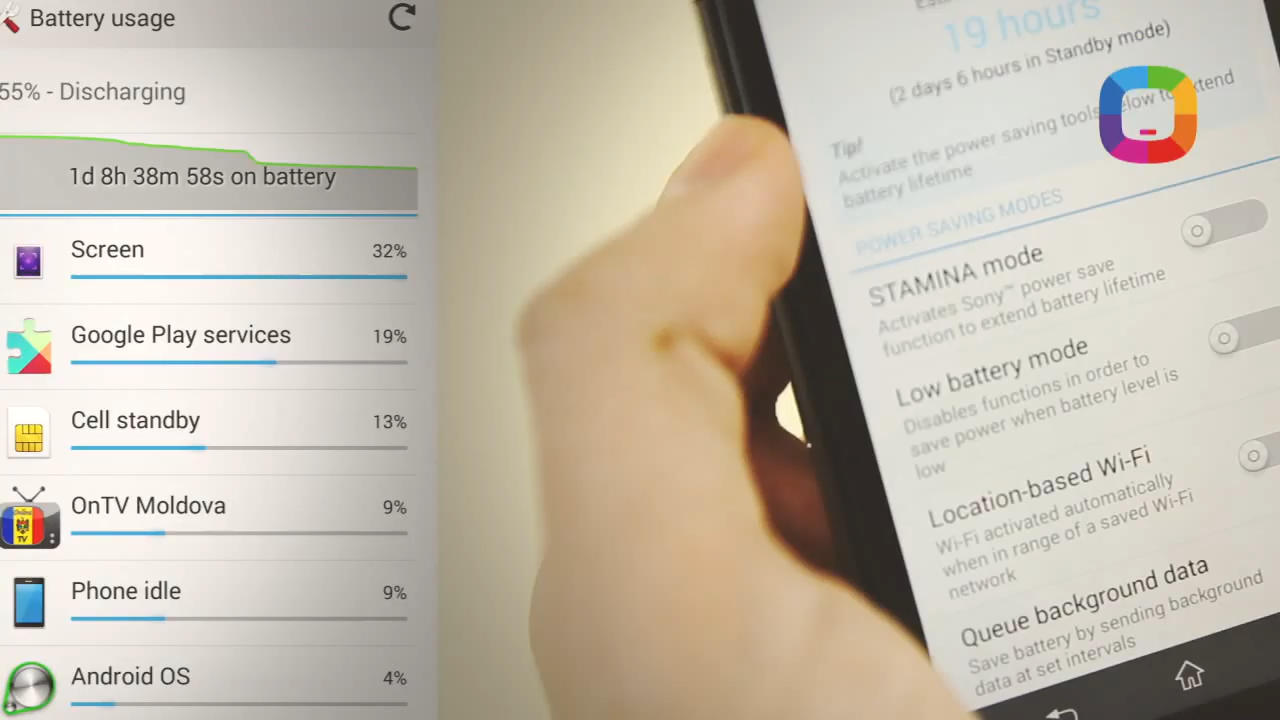 Battery usage
55% - Discharging
1d 8h 38m 58s on battery
Screen 32%
Google Play services 19%
Cell standby 13%
OnTV Moldova 9%
Phone idle 9%
Android OS 4%
19 hours
(2 days 6 hours in Standby mode)
Tip!
Activate the power saving tools below to extend
battery lifetime
POWER SAVING MODES
STAMINA mode
Activates Sony™ power save
function to extend battery lifetime
Low battery mode
Disables functions in order to
save power when battery level is
low
Location-based Wi-Fi
Wi-Fi activated automatically
when in range of a saved Wi-Fi
network
Queue background data
Save battery by sending background
data at set intervals